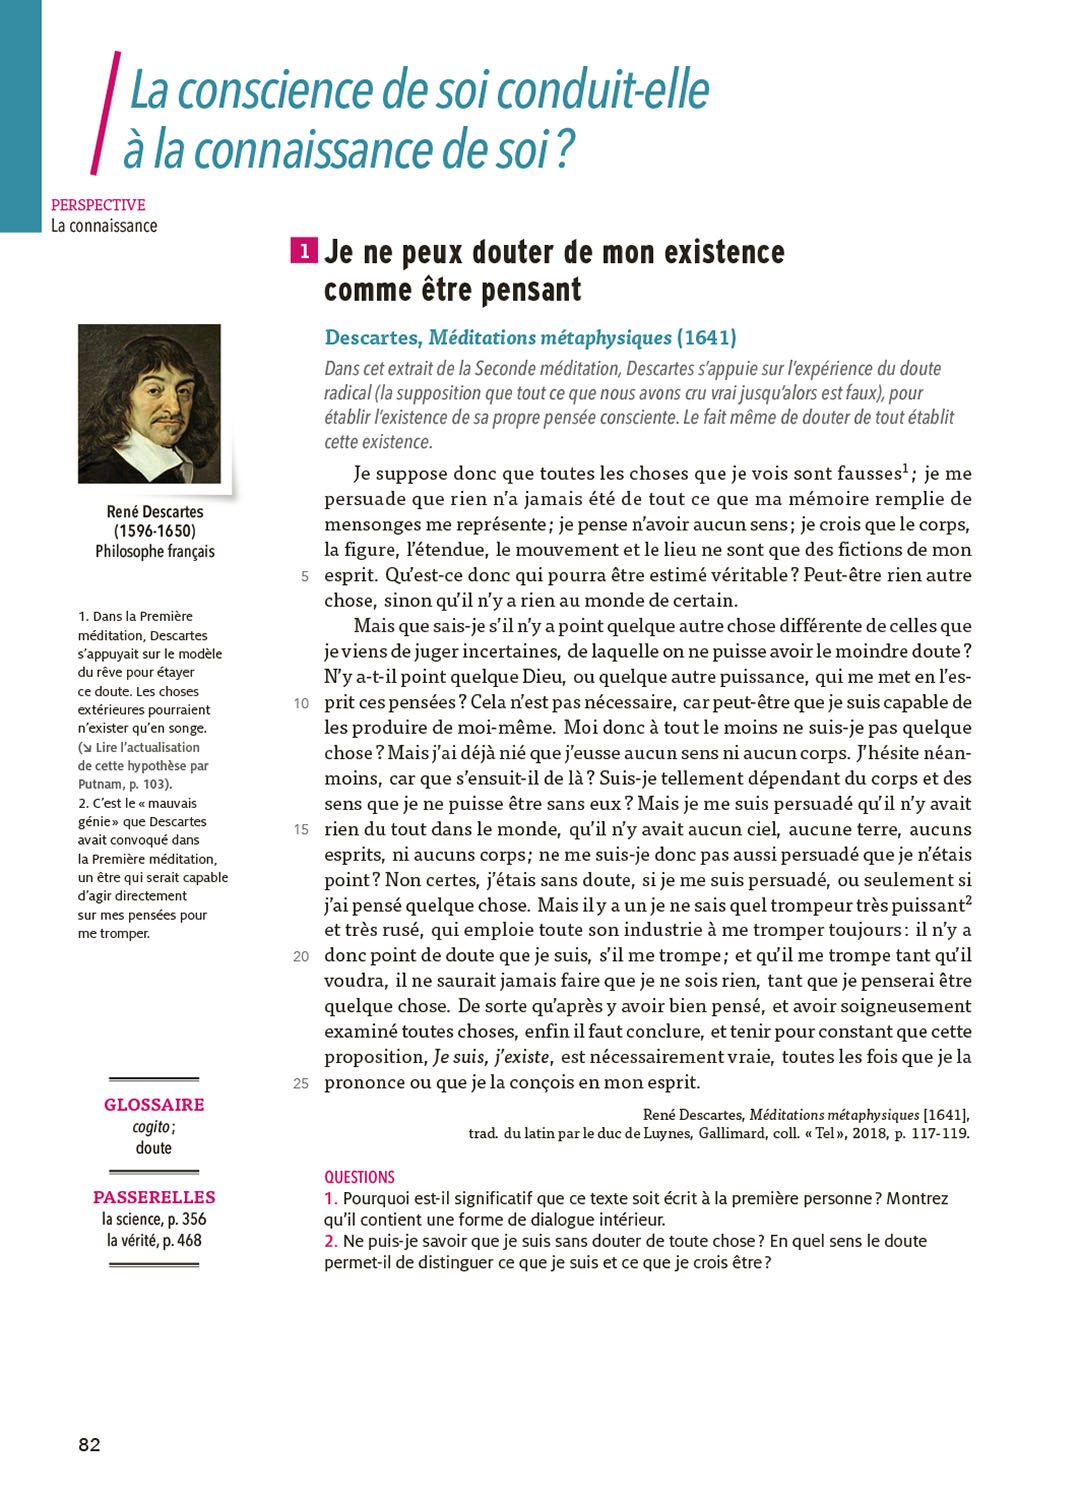 La conscience de soi conduit-elle
à la connaissance de soi ?
PERSPECTIVE
La connaissance
1 Je ne peux douter de mon existence
comme être pensant
Descartes, Méditations métaphysiques (1641)
Dans cet extrait de la Seconde méditation, Descartes s’appuie sur l’expérience du doute
radical (la supposition que tout ce que nous avons cru vrai jusqu’alors est faux), pour
établir l’existence de sa propre pensée consciente. Le fait même de douter de tout établit
cette existence.
Je suppose donc que toutes les choses que je vois sont fausses1 ; je me
persuade que rien n’a jamais été de tout ce que ma mémoire remplie de
mensonges me représente ; je pense n’avoir aucun sens ; je crois que le corps,
la figure, l’étendue, le mouvement et le lieu ne sont que des fictions de mon
5 esprit. Qu’est-ce donc qui pourra être estimé véritable ? Peut-être rien autre
chose, sinon qu’il n’y a rien au monde de certain.
Mais que sais-je s’il n’y a point quelque autre chose différente de celles que
je viens de juger incertaines, de laquelle on ne puisse avoir le moindre doute ?
N’y a-t-il point quelque Dieu, ou quelque autre puissance, qui me met en l’es-
10 prit ces pensées ? Cela n’est pas nécessaire, car peut-être que je suis capable de
les produire de moi-même. Moi donc à tout le moins ne suis-je pas quelque
chose ? Mais j’ai déjà nié que j’eusse aucun sens ni aucun corps. J’hésite néan-
moins, car que s’ensuit-il de là ? Suis-je tellement dépendant du corps et des
sens que je ne puisse être sans eux ? Mais je me suis persuadé qu’il n’y avait
15 rien du tout dans le monde, qu’il n’y avait aucun ciel, aucune terre, aucuns
esprits, ni aucuns corps ; ne me suis-je donc pas aussi persuadé que je n’étais
point ? Non certes, j’étais sans doute, si je me suis persuadé, ou seulement si
j’ai pensé quelque chose. Mais il y a un je ne sais quel trompeur très puissant2
et très rusé, qui emploie toute son industrie à me tromper toujours : il n’y a
20 donc point de doute que je suis, s’il me trompe ; et qu’il me trompe tant qu’il
voudra, il ne saurait jamais faire que je ne sois rien, tant que je penserai être
quelque chose. De sorte qu’après y avoir bien pensé, et avoir soigneusement
examiné toutes choses, enfin il faut conclure, et tenir pour constant que cette
proposition, Je suis, j’existe, est nécessairement vraie, toutes les fois que je la
25 prononce ou que je la conçois en mon esprit.
René Descartes, Méditations métaphysiques [1641],
trad. du latin par le duc de Luynes, Gallimard, coll. « Tel », 2018, p. 117-119.
QUESTIONS
1. Pourquoi est-il significatif que ce texte soit écrit à la première personne ? Montrez
qu’il contient une forme de dialogue intérieur.
2. Ne puis-je savoir que je suis sans douter de toute chose ? En quel sens le doute
permet-il de distinguer ce que je suis et ce que je crois être ?
René Descartes
(1596-1650)
Philosophe français
1. Dans la Première
méditation, Descartes
s’appuyait sur le modèle
du rêve pour étayer
ce doute. Les choses
extérieures pourraient
n’exister qu’en songe.
(↘ Lire l’actualisation
de cette hypothèse par
Putnam, p. 103).
2. C’est le « mauvais
génie » que Descartes
avait convoqué dans
la Première méditation,
un être qui serait capable
d’agir directement
sur mes pensées pour
me tromper.
GLOSSAIRE
cogito ;
doute
PASSERELLES
la science, p. 356
la vérité, p. 468
82